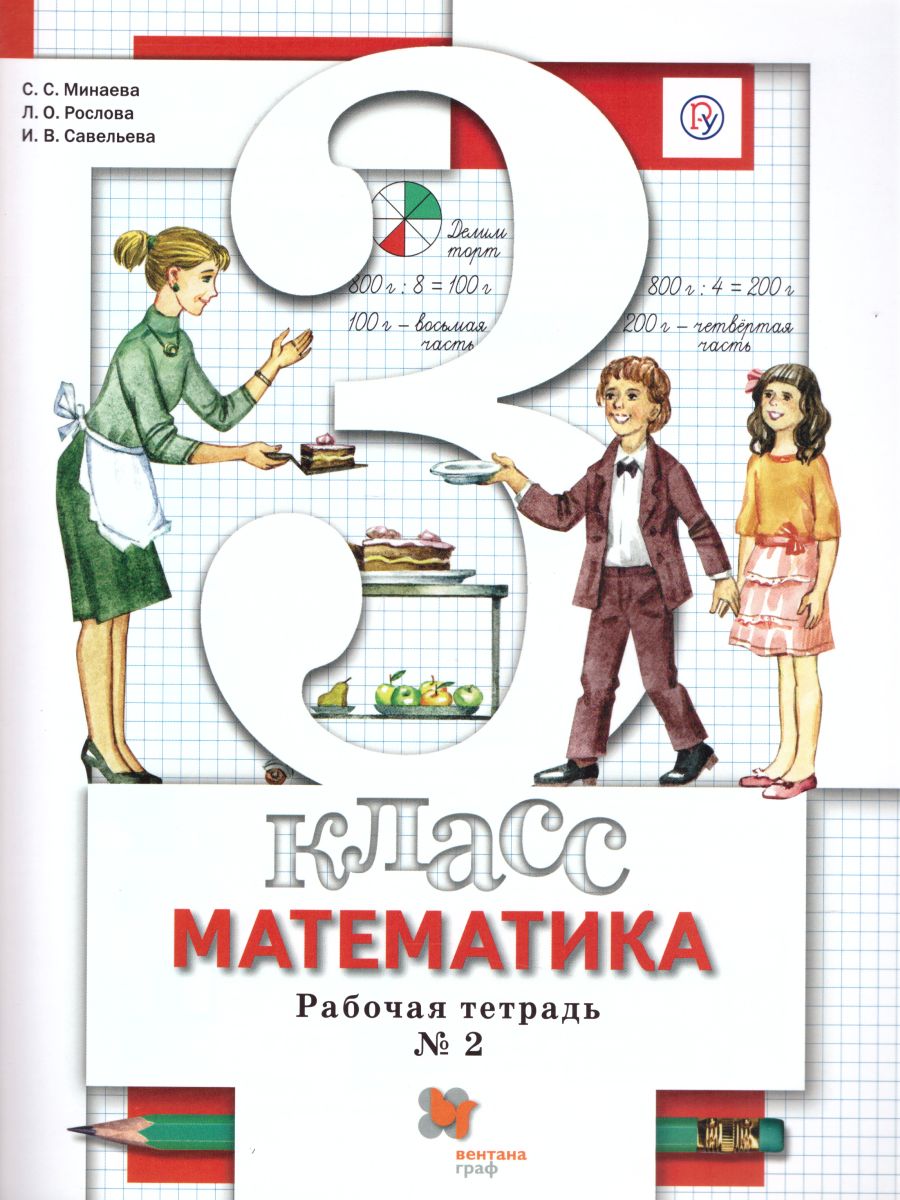 С. С. Минаева
Л. О. Рослова
И. В. Савельева
3
РУ
Делим
торт
800 г : 8 = 100 г
800 г : 4 = 200 г
100 г – восьмая
часть
200 г – четвёртая
часть
класс
МАТЕМАТИКА
Рабочая тетрадь
№ 2
вентана
граф